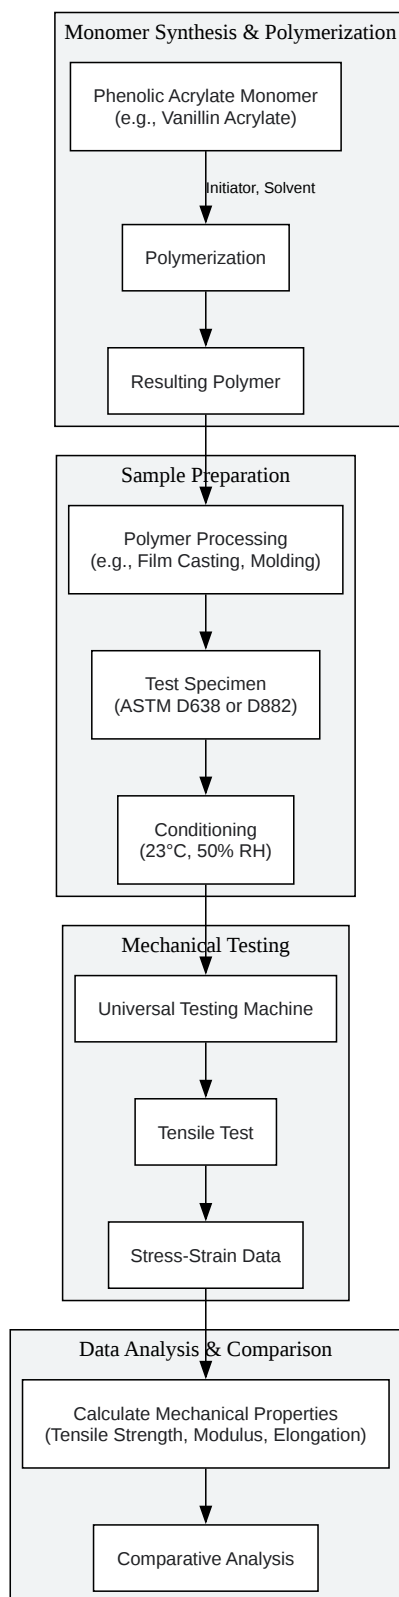 Monomer Synthesis & Polymerization
Phenolic Acrylate Monomer
(e.g., Vanillin Acrylate)
Initiator, Solvent
Polymerization
Resulting Polymer
Sample Preparation
Polymer Processing
(e.g., Film Casting, Molding)
Test Specimen
(ASTM D638 or D882)
Conditioning
(23°C, 50% RH)
Mechanical Testing
Universal Testing Machine
Tensile Test
Stress-Strain Data
Data Analysis & Comparison
Calculate Mechanical Properties
(Tensile Strength, Modulus, Elongation)
Comparative Analysis